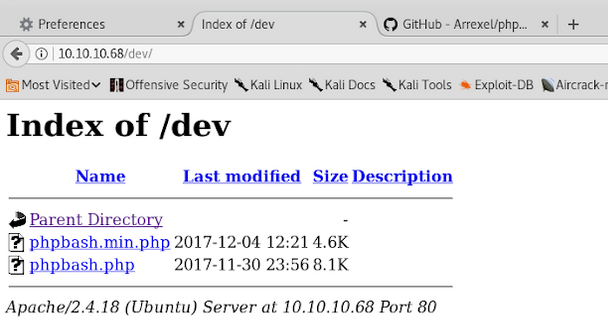 Preferences × Index of /dev × GitHub - Arrexel/php... × +
10.10.10.68/dev/
Most Visited Offensive Security Kali Linux Kali Docs Kali Tools Exploit-DB
Index of /dev
Name Last modified Size Description
Parent Directory -
phpbash.min.php 2017-12-04 12:21 4.6K
phpbash.php 2017-11-30 23:56 8.1K
Apache/2.4.18 (Ubuntu) Server at 10.10.10.68 Port 80